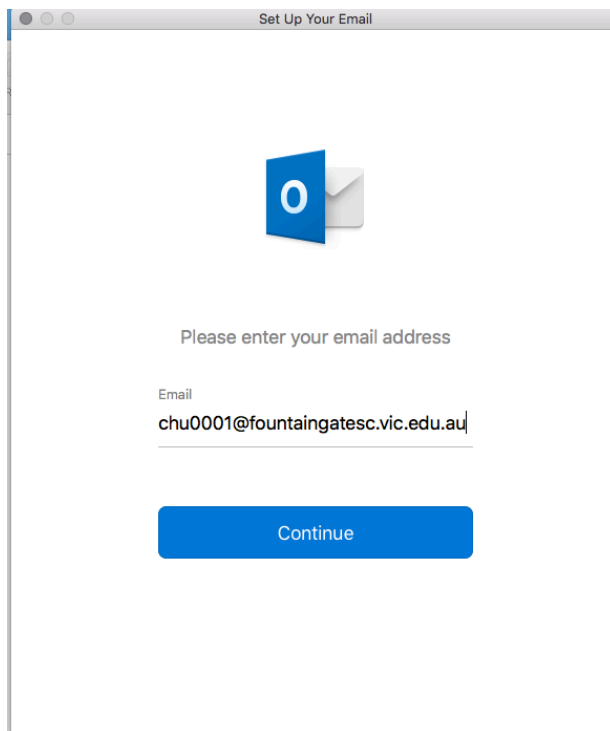 Set Up Your Email
O
Please enter your email address
Email
chu0001@fountaingatesc.vic.edu.au
Continue